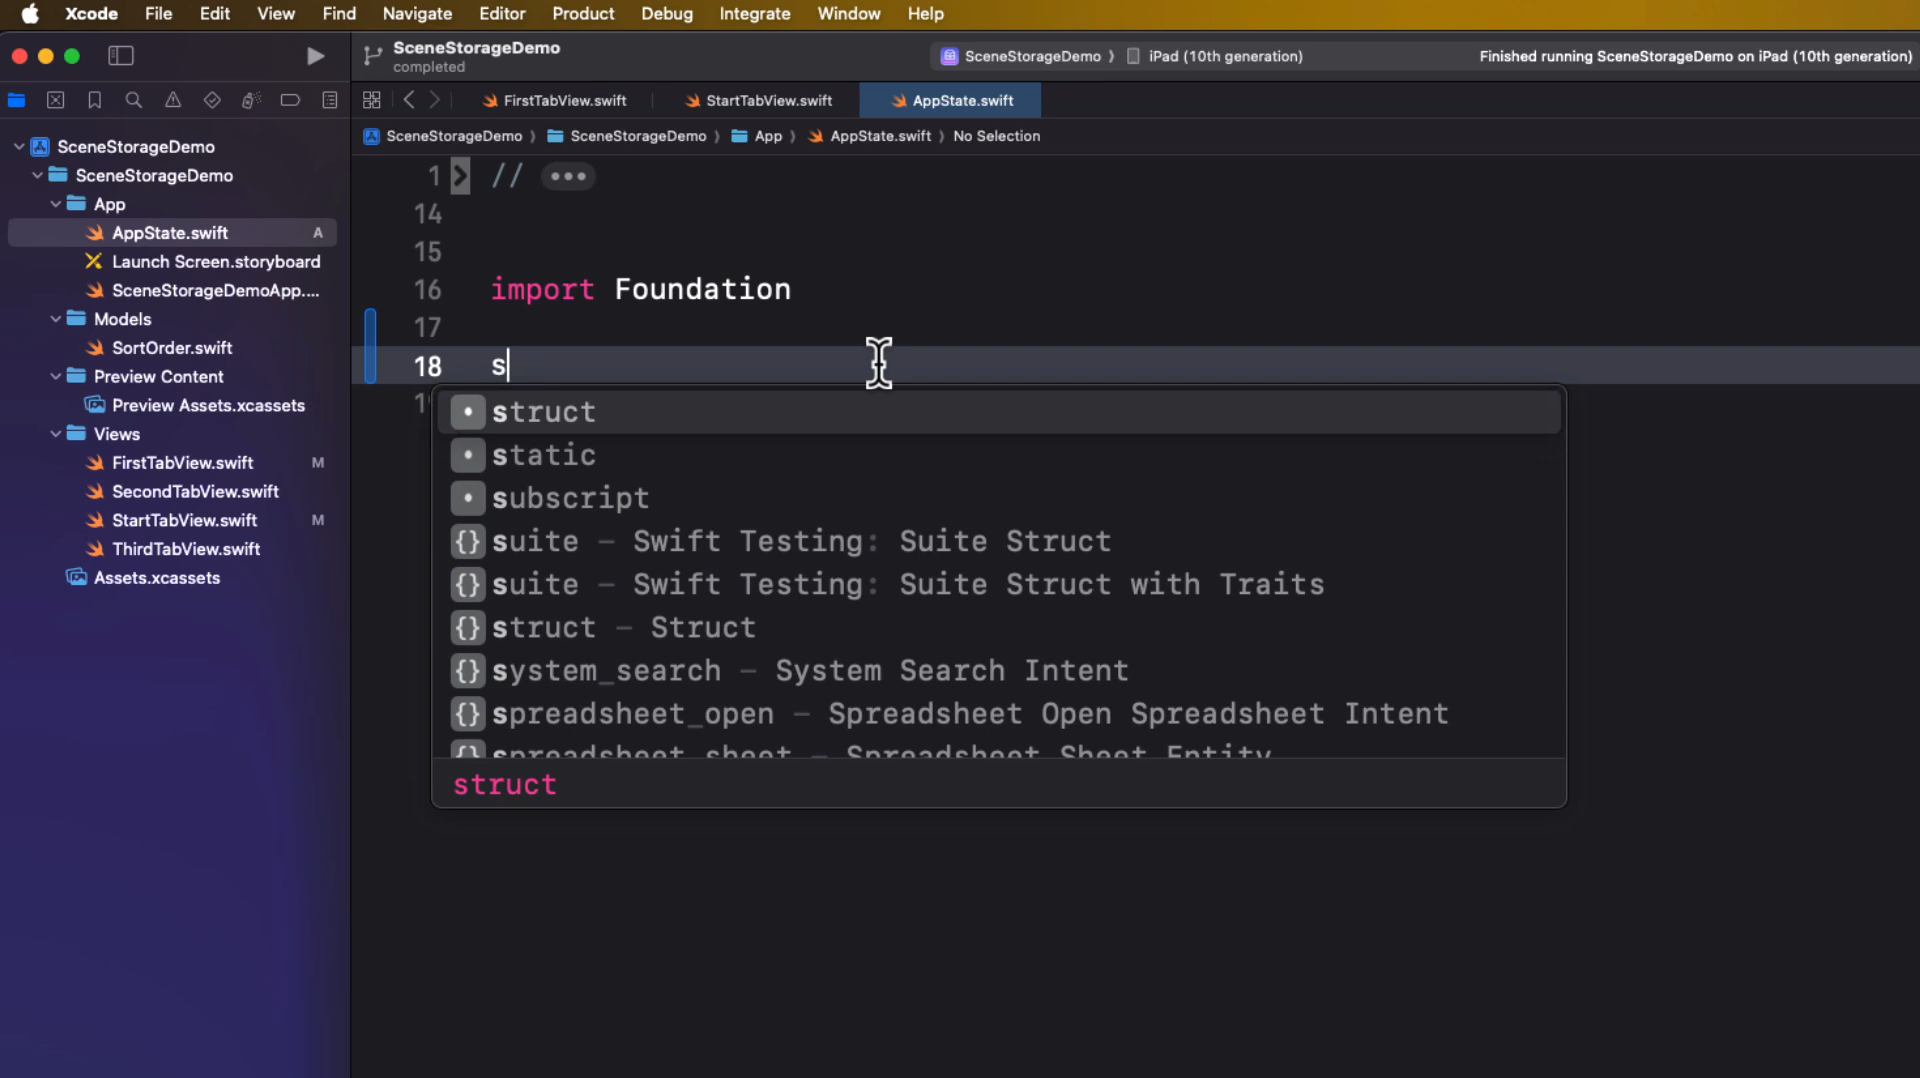 Xcode File Edit View Find Navigate Editor Product Debug Integrate Window Help
SceneStorageDemo
completed
SceneStorageDemo ⟩ iPad (10th generation)
Finished running SceneStorageDemo on iPad (10th generation)
FirstTabView.swift StartTabView.swift AppState.swift
SceneStorageDemo ⟩ SceneStorageDemo ⟩ App ⟩ AppState.swift ⟩ No Selection
SceneStorageDemo
SceneStorageDemo
App
AppState.swift A
Launch Screen.storyboard
SceneStorageDemoApp....
Models
SortOrder.swift
Preview Content
Preview Assets.xcassets
Views
FirstTabView.swift M
SecondTabView.swift
StartTabView.swift M
ThirdTabView.swift
Assets.xcassets
1 // •••
14
15
16 import Foundation
17
18 s
struct
static
subscript
{} suite – Swift Testing: Suite Struct
{} suite – Swift Testing: Suite Struct with Traits
{} struct – Struct
{} system_search – System Search Intent
{} spreadsheet_open – Spreadsheet Open Spreadsheet Intent
{} spreadsheet_sheet – Spreadsheet Sheet Entity
struct